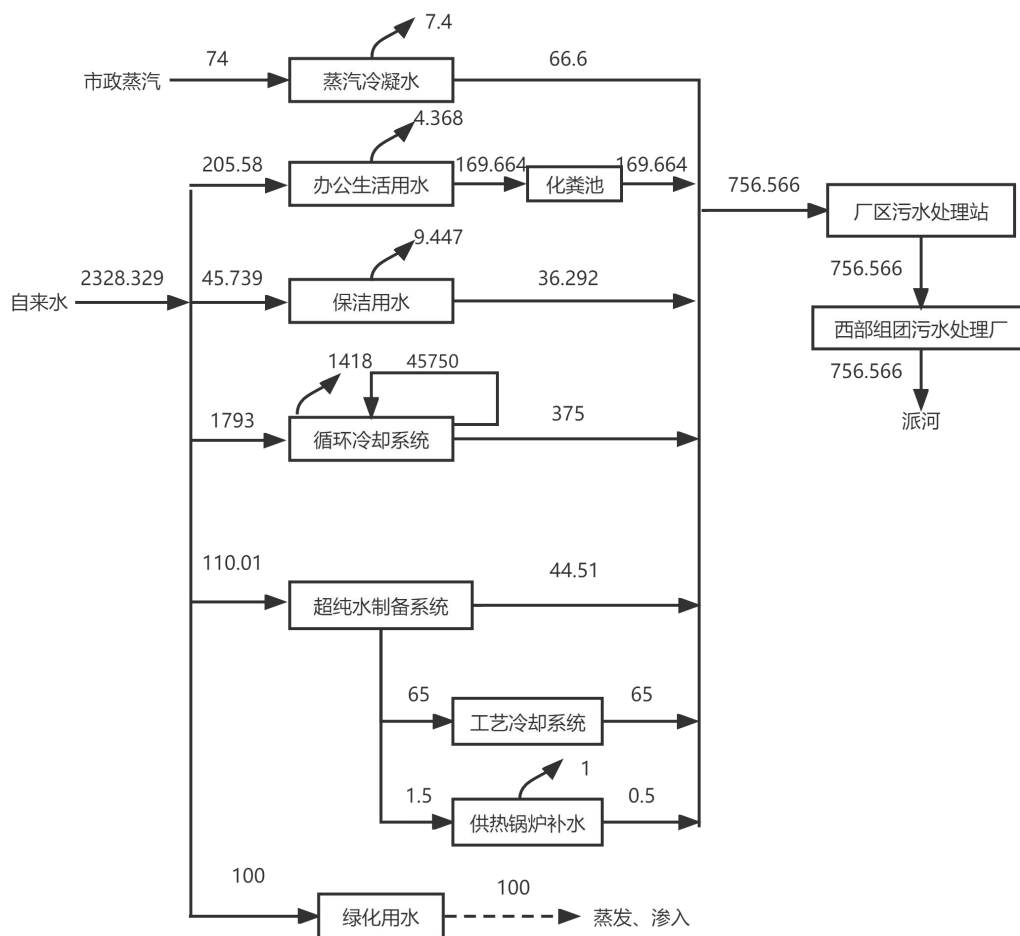 7.4
74
66.6
市政蒸汽
蒸汽冷凝水
4.368
205.58
169.664
169.664
办公生活用水
化粪池
756.566
厂区污水处理站
9.447
2328.329
45.739
36.292
756.566
自来水
保洁用水
西部组团污水处理厂
1418
45750
756.566
1793
375
派河
循环冷却系统
110.01
44.51
超纯水制备系统
65
65
工艺冷却系统
1
1.5
0.5
供热锅炉补水
100
100
绿化用水
蒸发、渗入